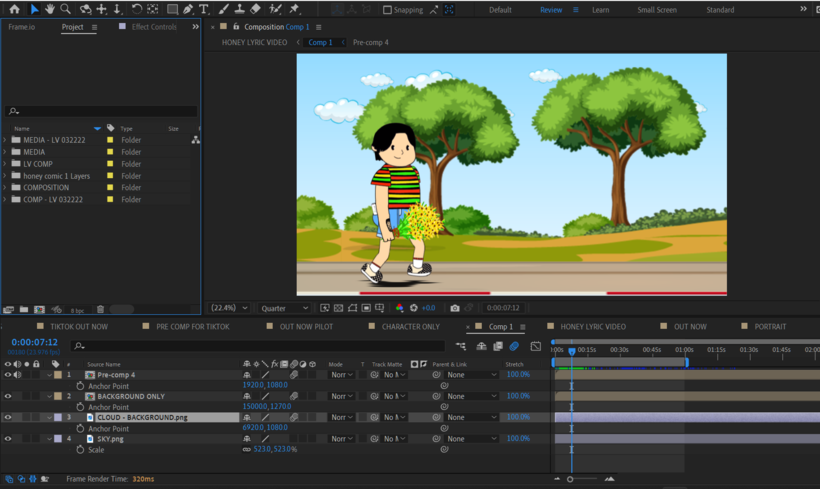 Snapping
Default
Review
Learn
Small Screen
Standard
Frame.io
Project
Effect Controls
Composition Comp 1
HONEY LYRIC VIDEO
Comp 1
Pre-comp 4
Name
Type
Size
MEDIA - LV 032222
Folder
MEDIA
Folder
LV COMP
Folder
honey comic 1 Layers
Folder
COMPOSITION
Folder
COMP - LV 032222
Folder
8 bpc
(22.4%)
Quarter
+0.0
0:00:07:12
TIKTOK OUT NOW
PRE COMP FOR TIKTOK
OUT NOW PILOT
CHARACTER ONLY
Comp 1
HONEY LYRIC VIDEO
OUT NOW
PORTRAIT
0:00:07:12
:00s
00:15s
00:30s
00:45s
01:00s
01:15s
01:30s
01:45s
02:0
# Source Name
Mode
T Track Matte
Parent & Link
Stretch
1 Pre-comp 4
Norr
No M
None
100.0%
Anchor Point
1920.0,1080.0
2 BACKGROUND ONLY
Norr
No M
None
100.0%
Anchor Point
15000.0,1270.0
3 CLOUD - BACKGROUND.png
Norr
No M
None
100.0%
Anchor Point
6920.0,1080.0
4 SKY.png
Norr
No M
None
100.0%
Scale
523.0,523.0%
Frame Render Time: 320ms